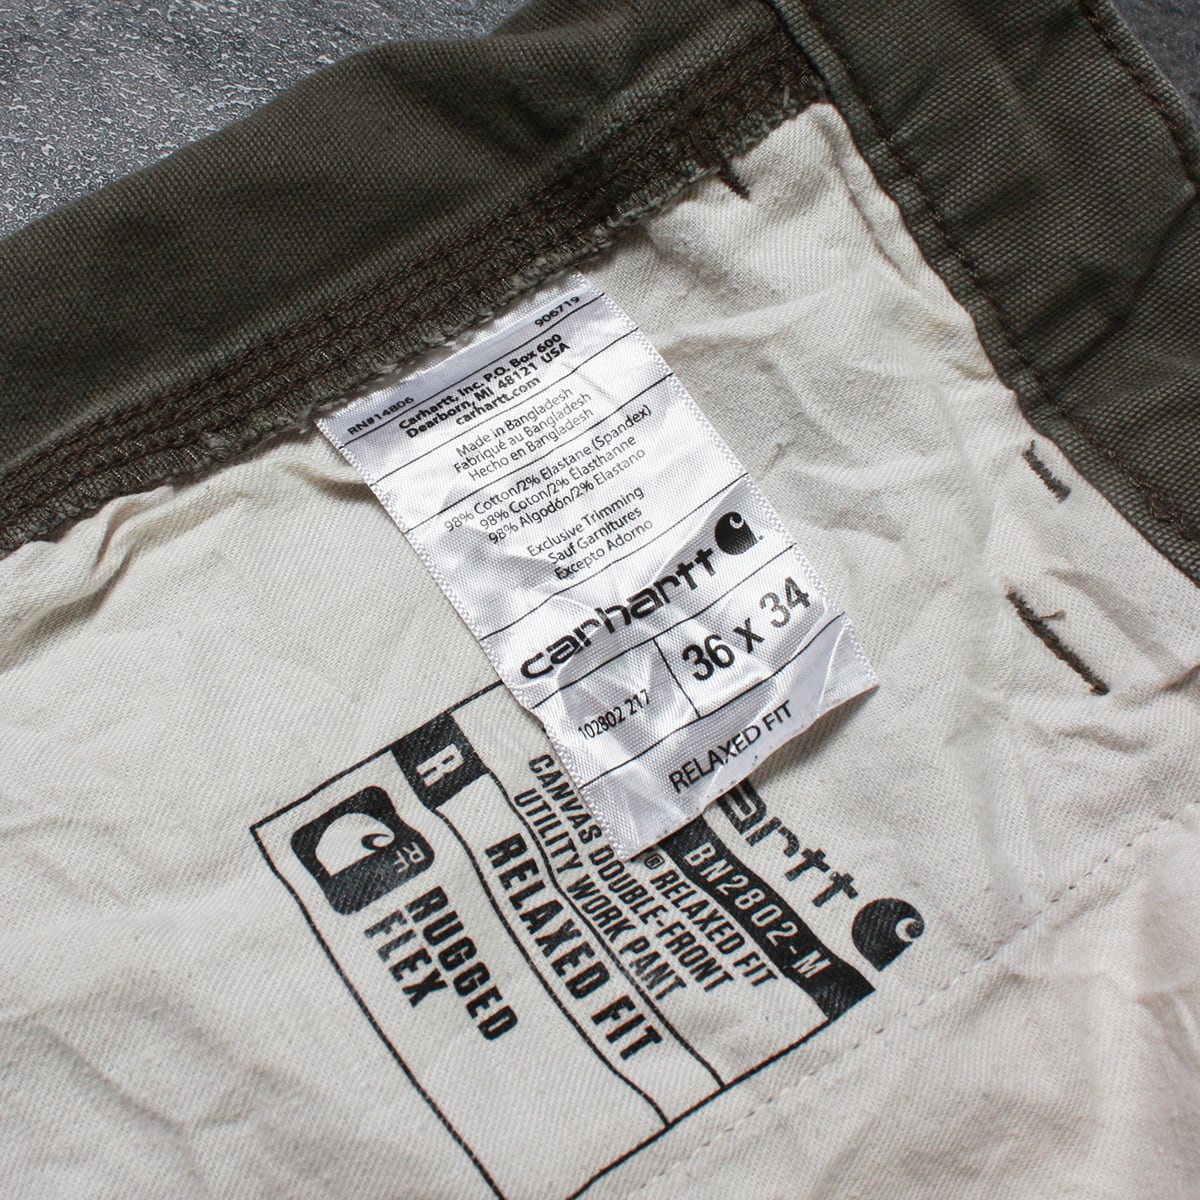 906719
RN#14806
Carhartt, Inc. P.O. Box 600
Dearborn, MI 48121 USA
carhartt.com
Made in Bangladesh
Fabriqué au Bangladesh
Hecho en Bangladesh
98% Cotton/2% Elastane (Spandex)
98% Coton/2% Élasthanne
98% Algodón/2% Elastano
Exclusive Trimming
Sauf Garnitures
Excepto Adorno
carhartt
102802 217
36 x 34
RELAXED FIT
BN2802-M
® RELAXED FIT
CANVAS DOUBLE-FRONT
UTILITY WORK PANT
R
RELAXED FIT
RF
RUGGED
FLEX